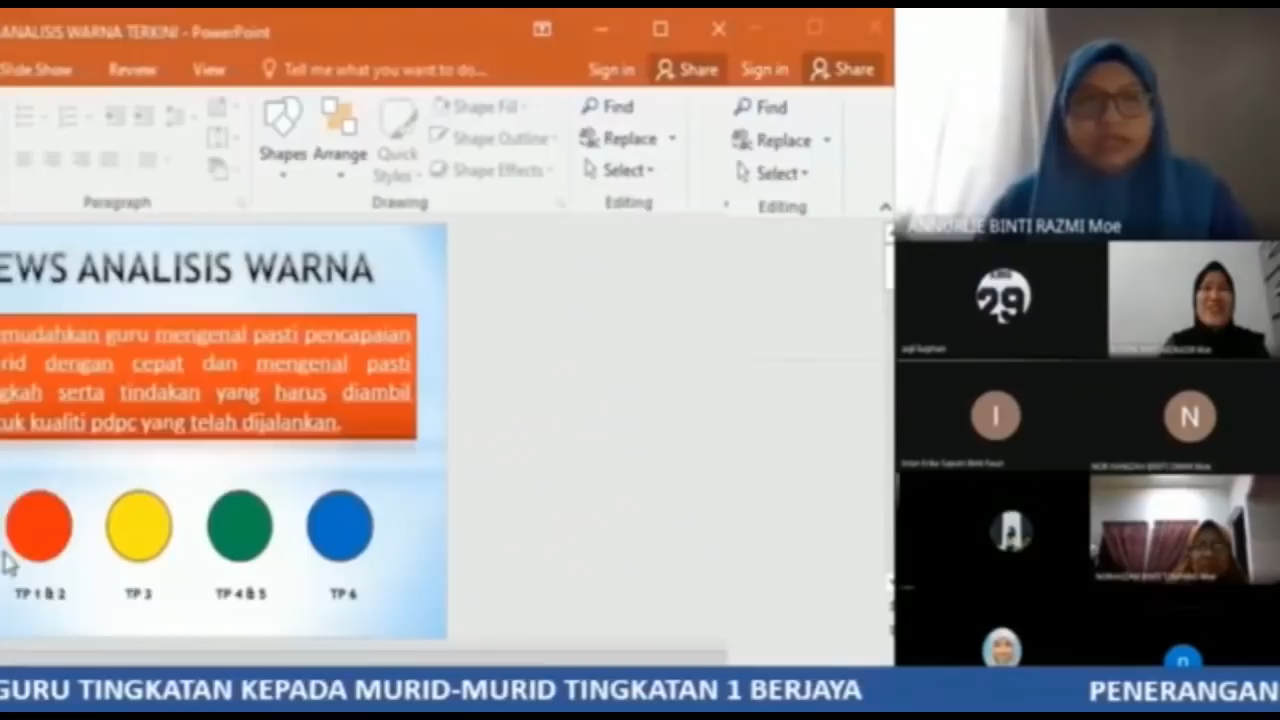 ANALISIS WARNA TERKINI - PowerPoint
Slide Show Review View Tell me what you want to do... Sign in Share Sign in Share
Shapes Arrange Quick Styles
Shape Fill
Shape Outline
Shape Effects
Find
Replace
Select
Find
Replace
Select
Paragraph Drawing Editing Editing
EWS ANALISIS WARNA
mudahkan guru mengenal pasti pencapaian
rid dengan cepat dan mengenal pasti
gkah serta tindakan yang harus diambil
tuk kualiti pdpc yang telah dijalankan.
TP 1 & 2 TP 3 TP 4 & 5 TP 6
BINTI RAZMI Moe
29
I
N
n
GURU TINGKATAN KEPADA MURID-MURID TINGKATAN 1 BERJAYA PENERANGAN